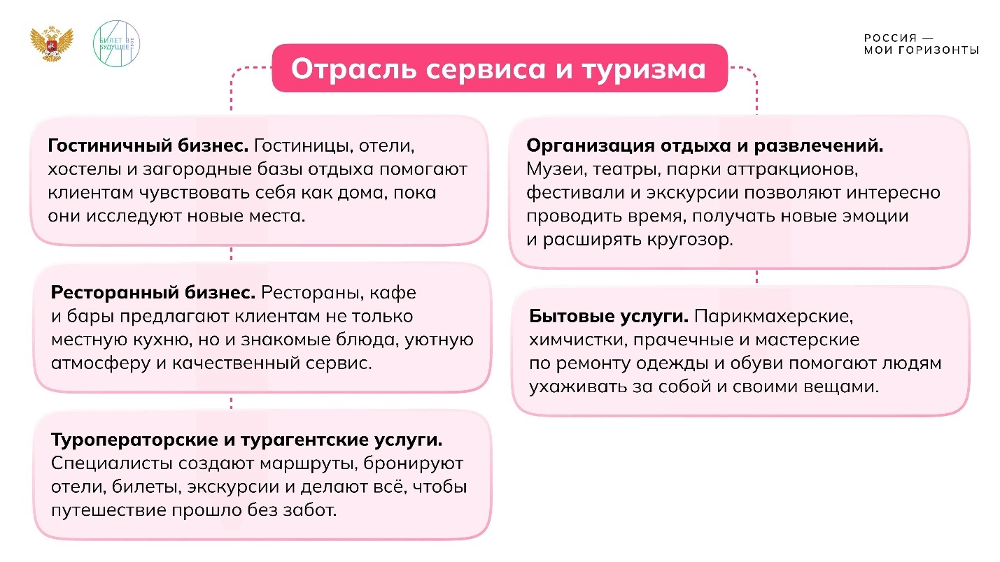 БИЛЕТ В
БУДУЩЕЕ
РОССИЯ —
МОИ ГОРИЗОНТЫ
Отрасль сервиса и туризма
Гостиничный бизнес. Гостиницы, отели,
хостелы и загородные базы отдыха помогают
клиентам чувствовать себя как дома, пока
они исследуют новые места.
Ресторанный бизнес. Рестораны, кафе
и бары предлагают клиентам не только
местную кухню, но и знакомые блюда, уютную
атмосферу и качественный сервис.
Туроператорские и турагентские услуги.
Специалисты создают маршруты, бронируют
отели, билеты, экскурсии и делают всё, чтобы
путешествие прошло без забот.
Организация отдыха и развлечений.
Музеи, театры, парки аттракционов,
фестивали и экскурсии позволяют интересно
проводить время, получать новые эмоции
и расширять кругозор.
Бытовые услуги. Парикмахерские,
химчистки, прачечные и мастерские
по ремонту одежды и обуви помогают людям
ухаживать за собой и своими вещами.